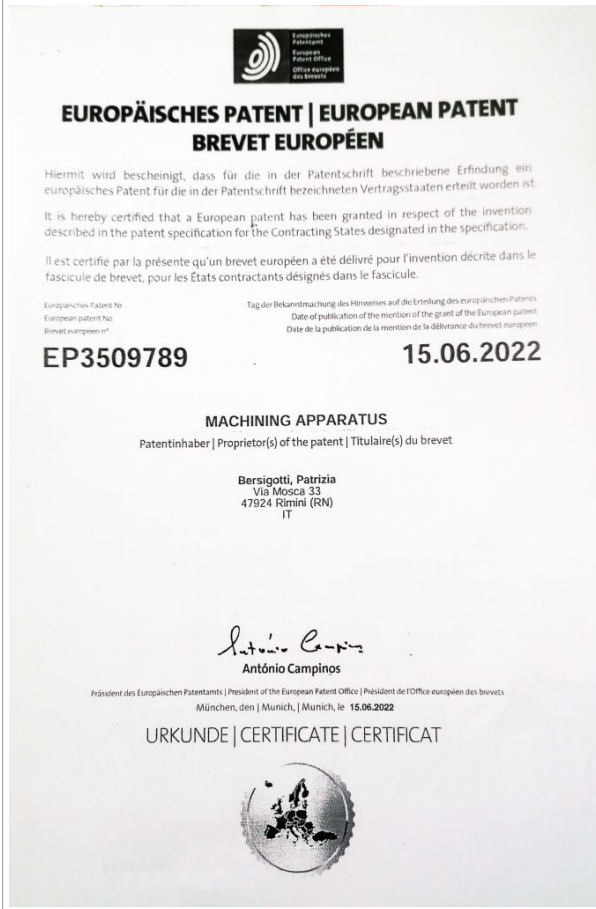 Europäisches
Patentamt
European
Patent Office
Office européen
des brevets
EUROPÄISCHES PATENT | EUROPEAN PATENT
BREVET EUROPÉEN
Hiermit wird bescheinigt, dass für die in der Patentschrift beschriebene Erfindung ein
europäisches Patent für die in der Patentschrift bezeichneten Vertragsstaaten erteilt worden ist.
It is hereby certified that a European patent has been granted in respect of the invention
described in the patent specification for the Contracting States designated in the specification.
Il est certifié par la présente qu'un brevet européen a été délivré pour l'invention décrite dans le
fascicule de brevet, pour les États contractants désignés dans le fascicule.
Europäisches Patent Nr.
European patent No.
Brevet européen n°
EP3509789
Tag der Bekanntmachung des Hinweises auf die Erteilung des europäischen Patents
Date of publication of the mention of the grant of the European patent
Date de la publication de la mention de la délivrance du brevet européen
15.06.2022
MACHINING APPARATUS
Patentinhaber | Proprietor(s) of the patent | Titulaire(s) du brevet
Bersigotti, Patrizia
Via Mosca 33
47924 Rimini (RN)
IT
António Campinos
António Campinos
Präsident des Europäischen Patentamts | President of the European Patent Office | Président de l'Office européen des brevets
München, den | Munich, | Munich, le 15.06.2022
URKUNDE | CERTIFICATE | CERTIFICAT